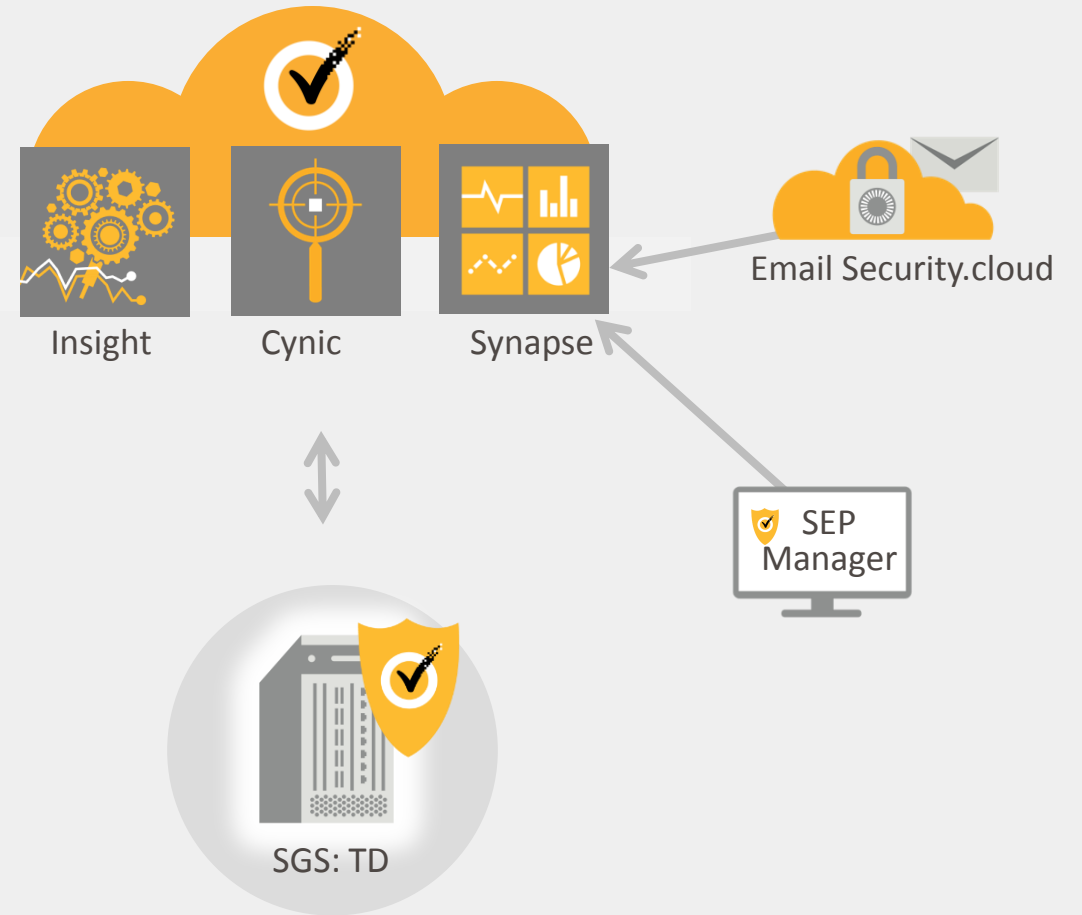 Insight
Cynic
Synapse
Email Security.cloud
SEP
Manager
SGS: TD